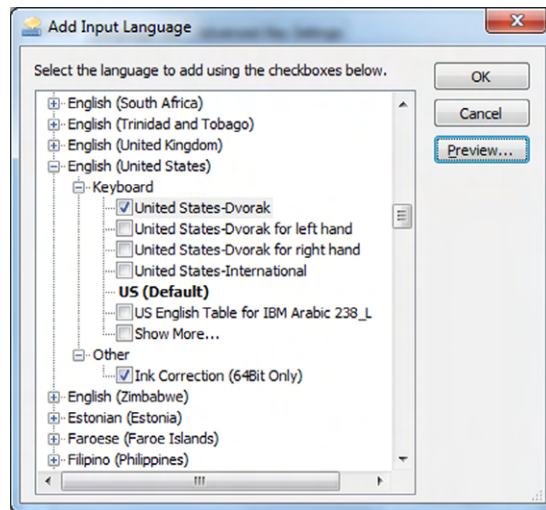 Add Input Language
Select the language to add using the checkboxes below.
English (South Africa)
English (Trinidad and Tobago)
English (United Kingdom)
English (United States)
Keyboard
United States-Dvorak
United States-Dvorak for left hand
United States-Dvorak for right hand
United States-International
US (Default)
US English Table for IBM Arabic 238_L
Show More...
Other
Ink Correction (64Bit Only)
English (Zimbabwe)
Estonian (Estonia)
Faroese (Faroe Islands)
Filipino (Philippines)
OK
Cancel
Preview...